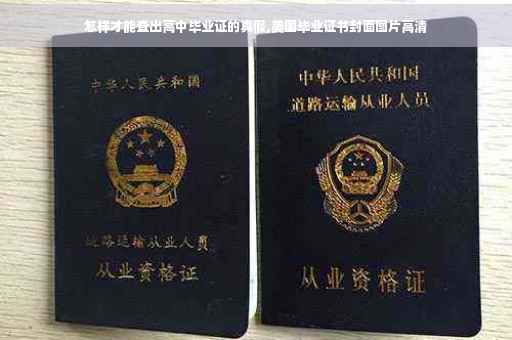 怎样才能查出高中毕业证的真假,美国毕业证书封面图片高清
中华人民共和国
道路运输从业人员
从业资格证
中华人民共和国
道路运输从业人员
从业资格证